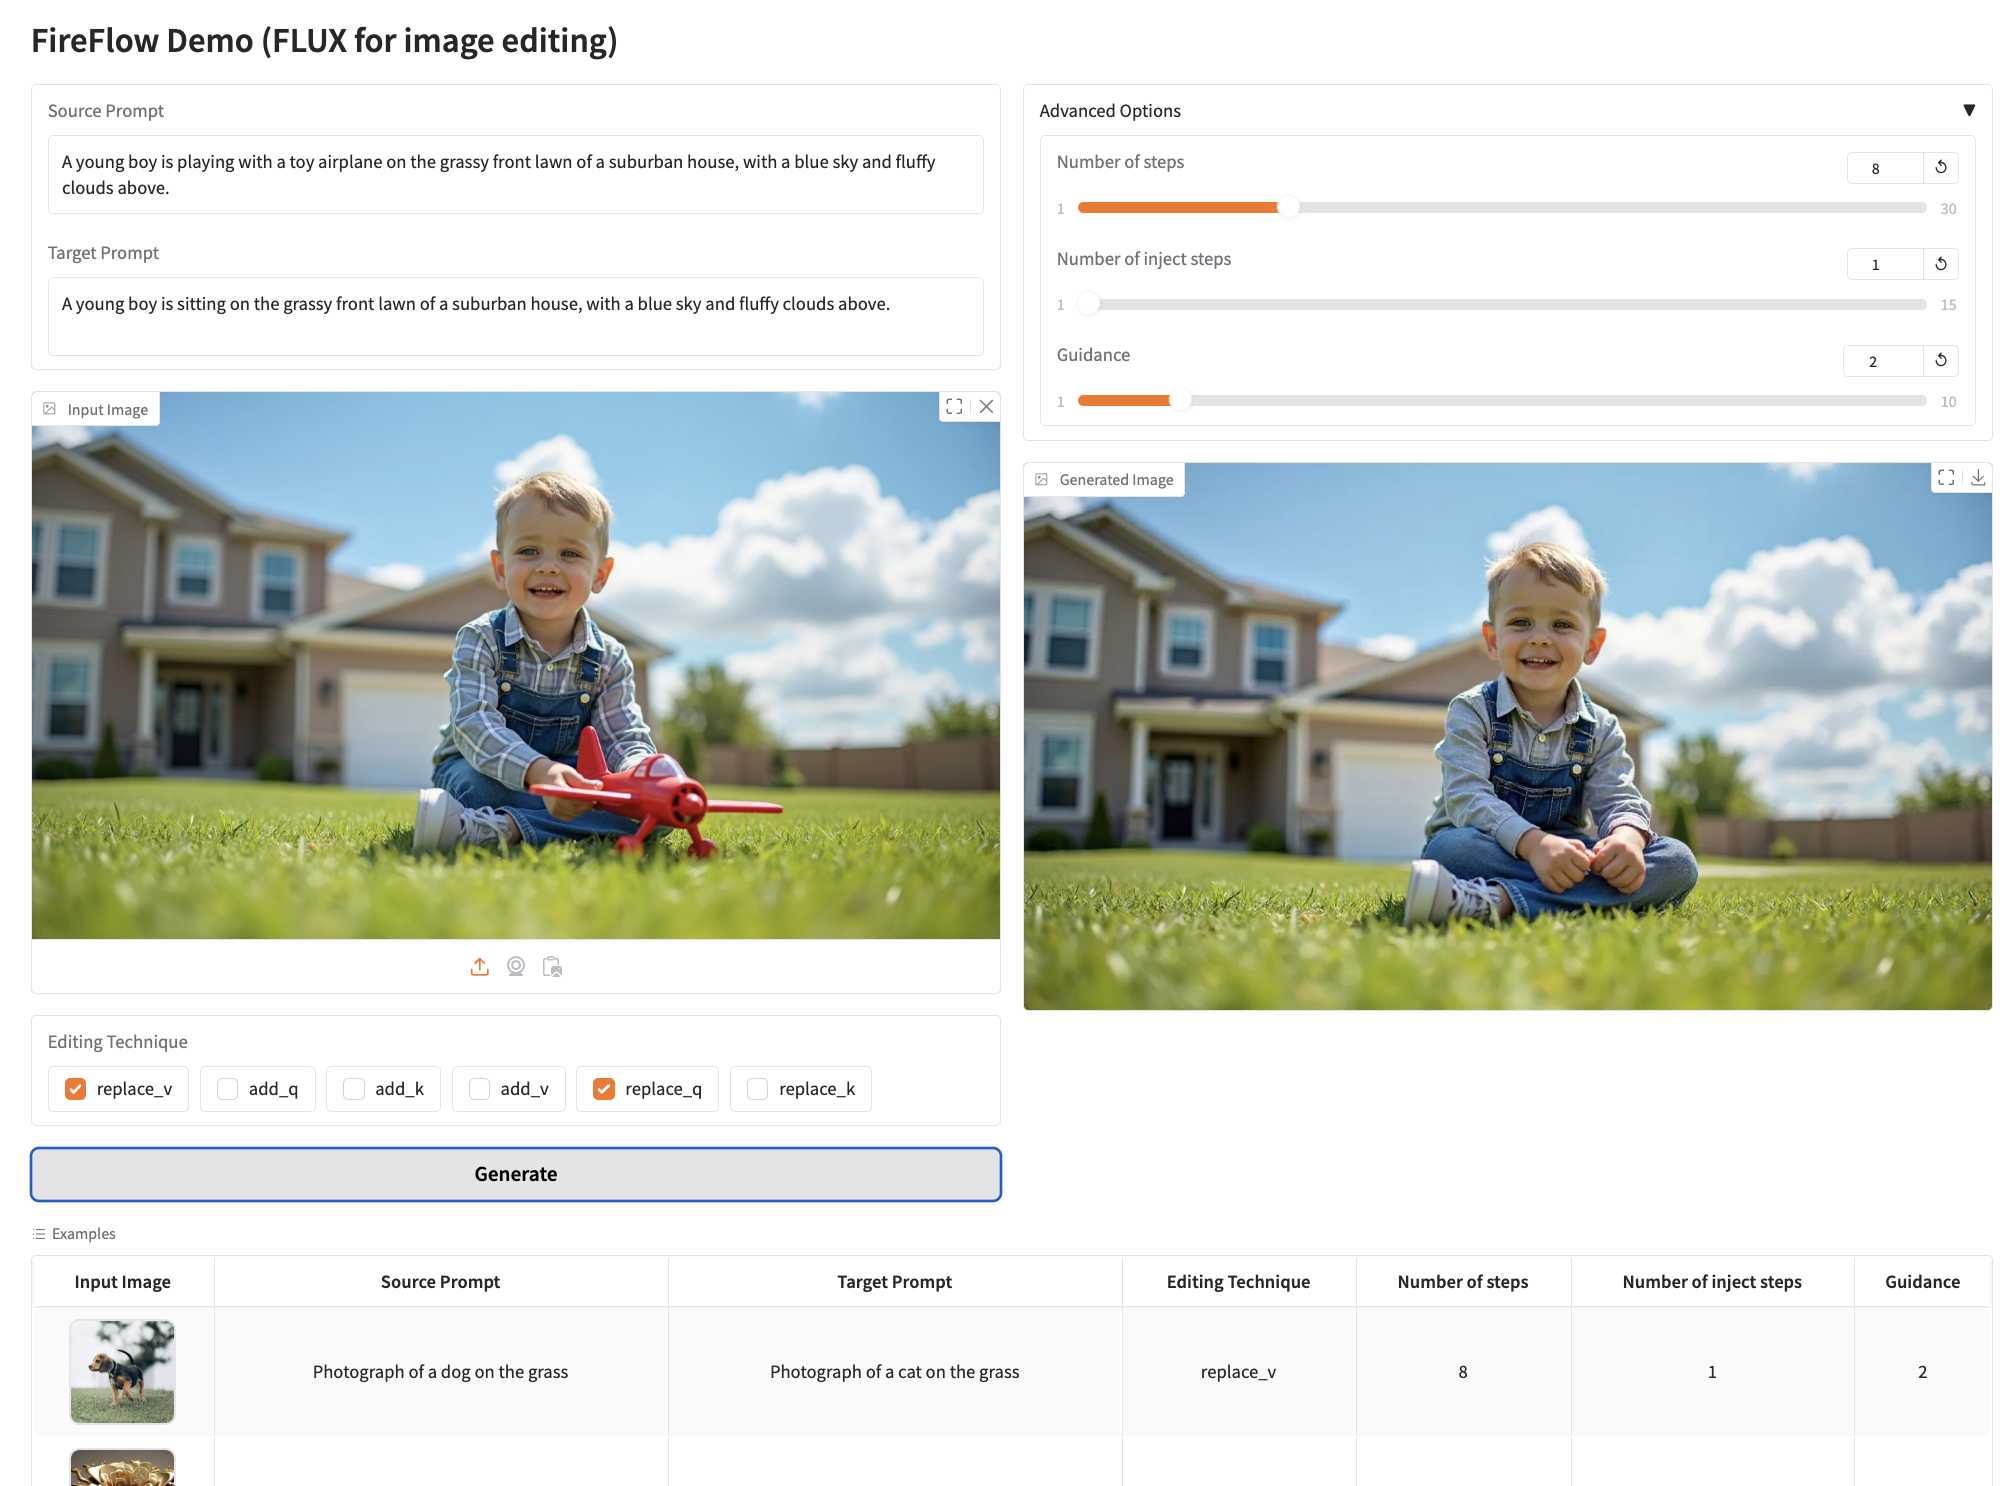 FireFlow Demo (FLUX for image editing)
Source Prompt
A young boy is playing with a toy airplane on the grassy front lawn of a suburban house, with a blue sky and fluffy
clouds above.
Target Prompt
A young boy is sitting on the grassy front lawn of a suburban house, with a blue sky and fluffy clouds above.
Input Image
Editing Technique
replace_v
add_q
add_k
add_v
replace_q
replace_k
Generate
Advanced Options
Number of steps
8
1
30
Number of inject steps
1
1
15
Guidance
2
1
10
Generated Image
Examples
Input Image Source Prompt Target Prompt Editing Technique Number of steps Number of inject steps Guidance
Photograph of a dog on the grass Photograph of a cat on the grass replace_v 8 1 2